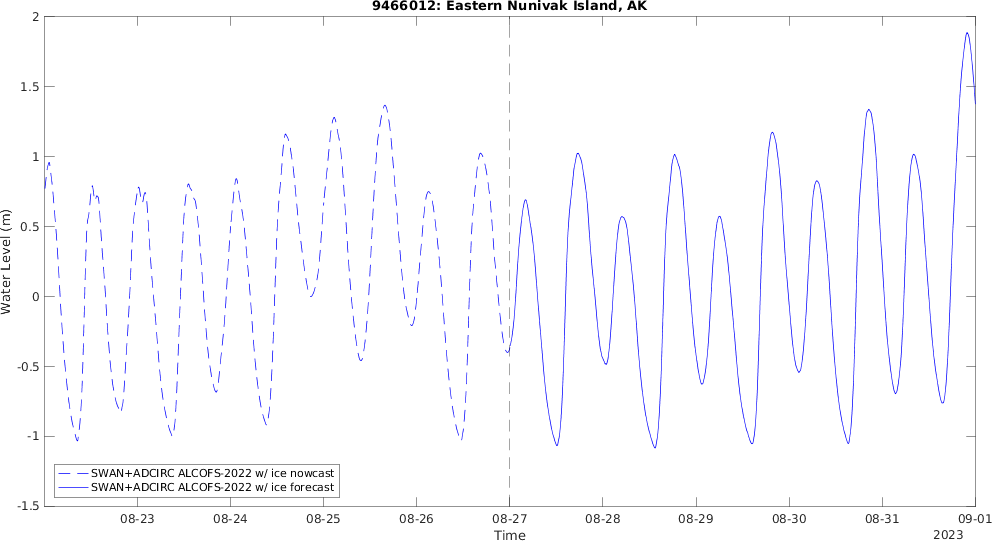 9466012: Eastern Nunivak Island, AK
2
1.5
1
0.5
0
-0.5
-1
-1.5
Water Level (m)
SWAN+ADCIRC ALCOFS-2022 w/ ice nowcast
SWAN+ADCIRC ALCOFS-2022 w/ ice forecast
08-23 08-24 08-25 08-26 08-27 08-28 08-29 08-30 08-31 09-01
Time
2023